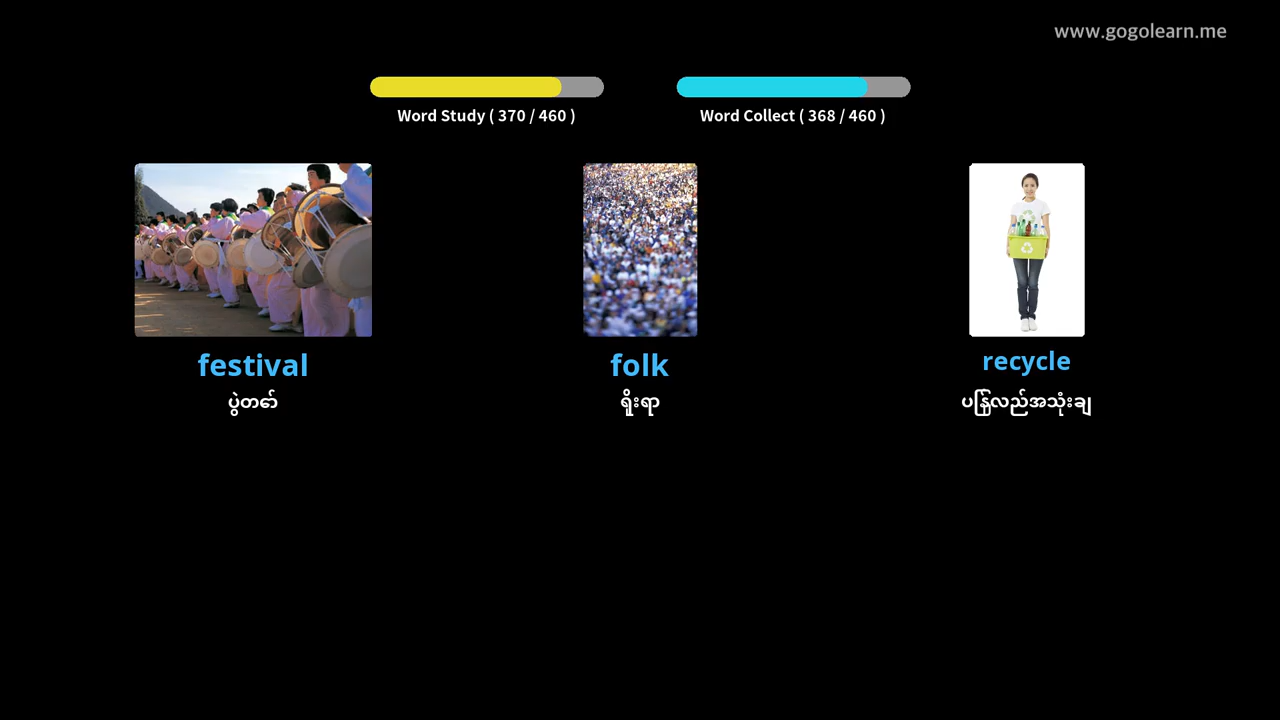 www.gogolearn.me
Word Study ( 370 / 460 )
Word Collect ( 368 / 460 )
festival
folk
recycle
ပွဲတော်
ရိုးရာ
ပြန်လည်အသုံးချ